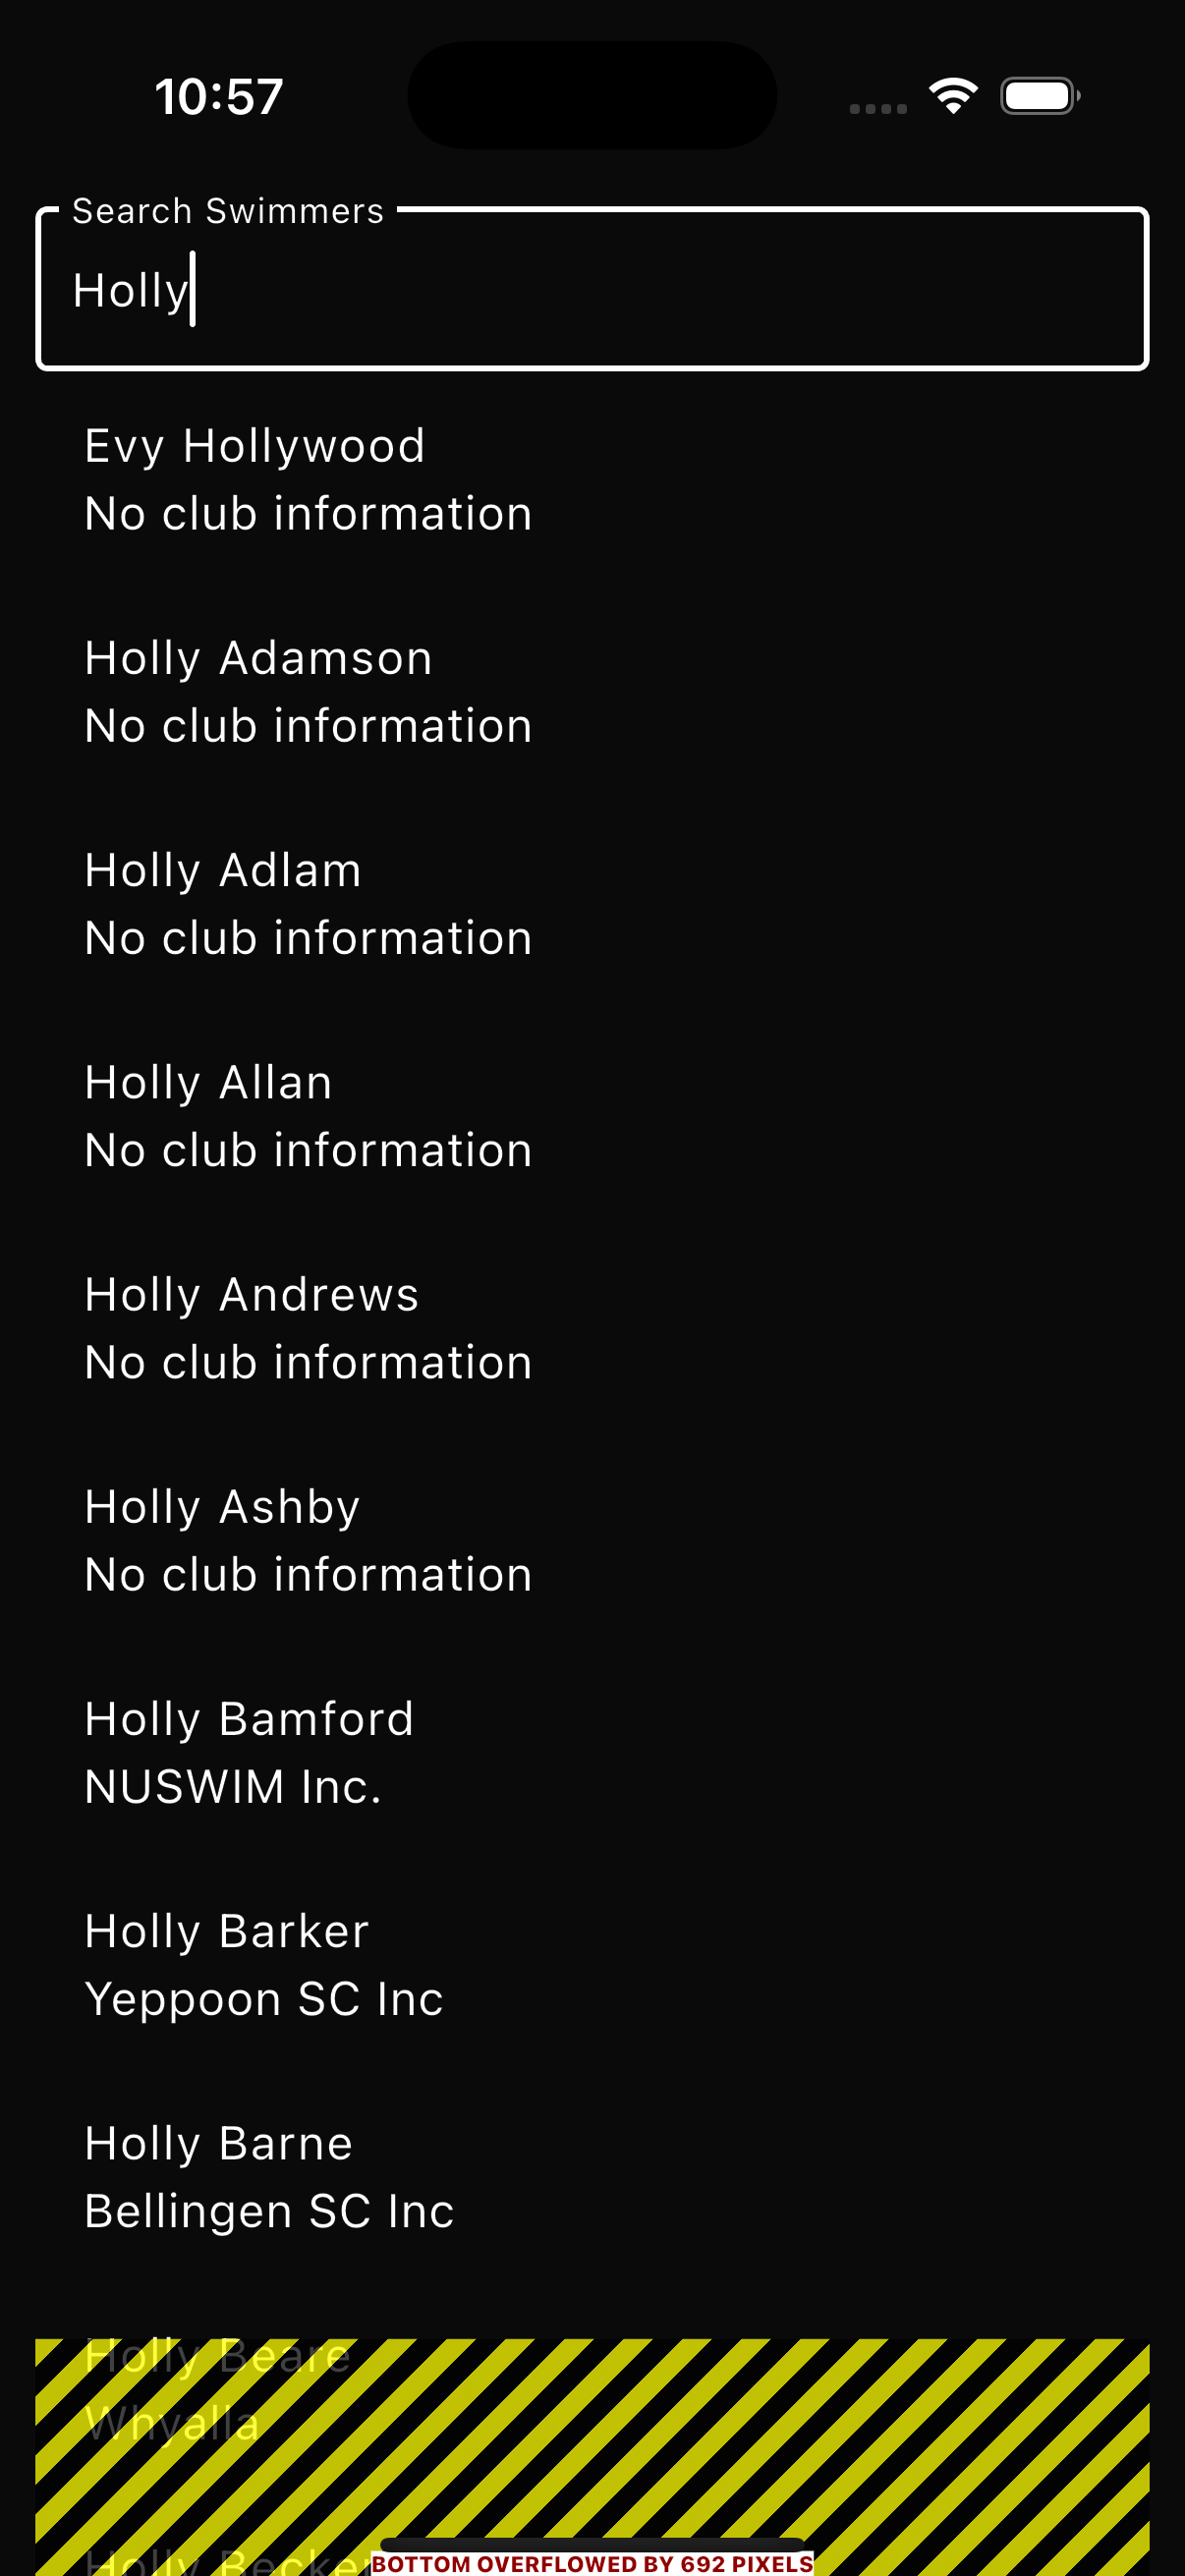 10:57
Search Swimmers
Holly
Evy Hollywood
No club information
Holly Adamson
No club information
Holly Adlam
No club information
Holly Allan
No club information
Holly Andrews
No club information
Holly Ashby
No club information
Holly Bamford
NUSWIM Inc.
Holly Barker
Yeppoon SC Inc
Holly Barne
Bellingen SC Inc
Holly Beare
Whyalla
Holly Becker
BOTTOM OVERFLOWED BY 692 PIXELS